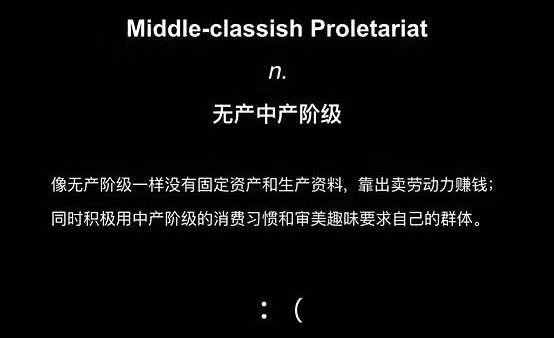 Middle-classish Proletariat
n.
无产中产阶级
像无产阶级一样没有固定资产和生产资料，靠出卖劳动力赚钱；
同时积极用中产阶级的消费习惯和审美趣味要求自己的群体。
：（